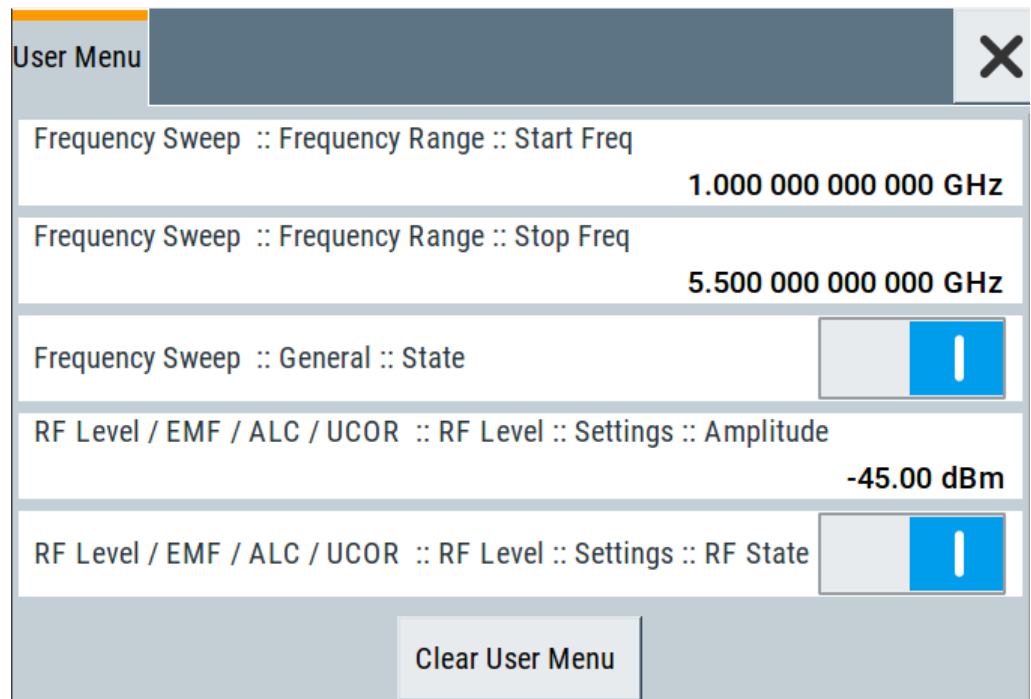 User Menu
Frequency Sweep :: Frequency Range :: Start Freq
1.000 000 000 000 GHz
Frequency Sweep :: Frequency Range :: Stop Freq
5.500 000 000 000 GHz
Frequency Sweep :: General :: State
RF Level / EMF / ALC / UCOR :: RF Level :: Settings :: Amplitude
-45.00 dBm
RF Level / EMF / ALC / UCOR :: RF Level :: Settings :: RF State
Clear User Menu